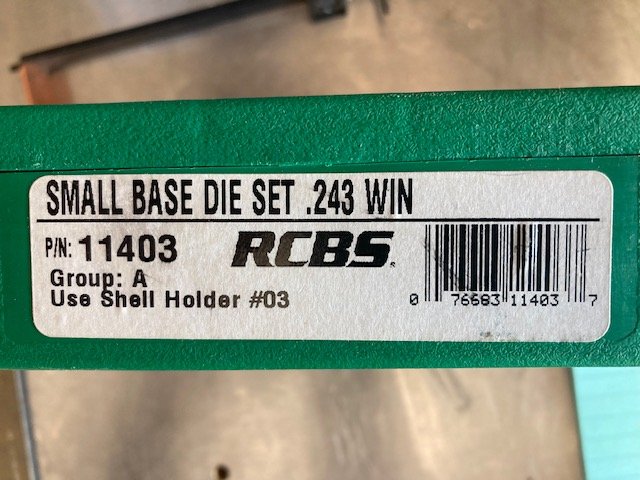 SMALL BASE DIE SET .243 WIN
P/N: 11403 RCBS.
Group: A
Use Shell Holder #03
0 76683 11403 7